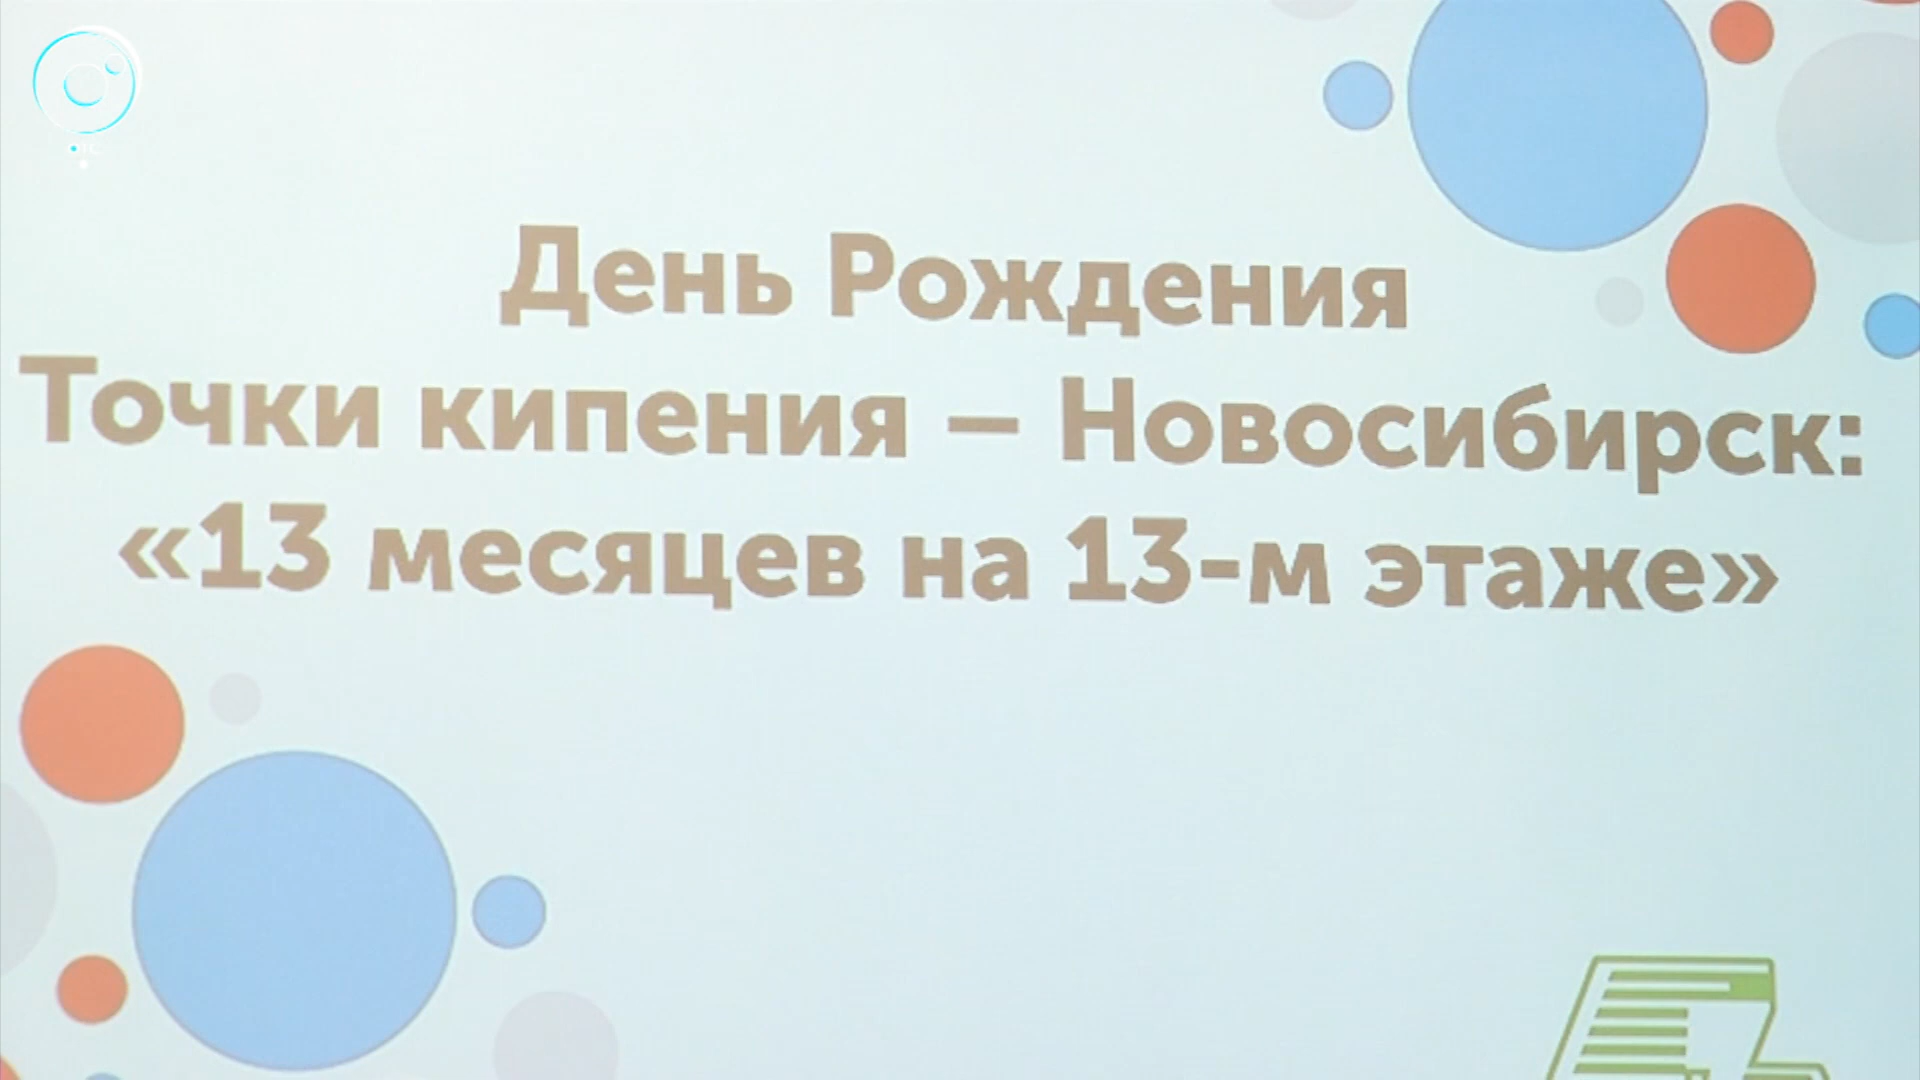 День Рождения
Точки кипения – Новосибирск:
«13 месяцев на 13-м этаже»